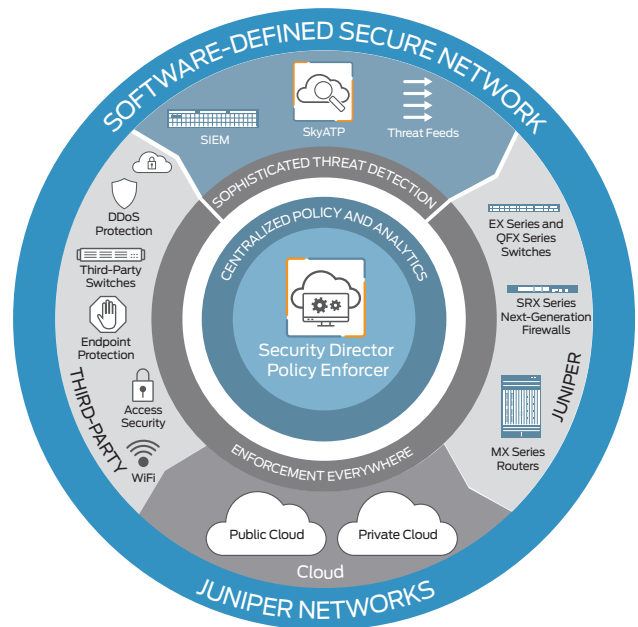 SOFTWARE-DEFINED SECURE NETWORK
SIEM
SkyATP
Threat Feeds
SOPHISTICATED THREAT DETECTION
CENTRALIZED POLICY AND ANALYTICS
Security Director
Policy Enforcer
DDoS
Protection
Third-Party
Switches
Endpoint
Protection
Access
Security
WiFi
THIRD-PARTY
EX Series and
QFX Series
Switches
SRX Series
Next-Generation
Firewalls
MX Series
Routers
JUNIPER
ENFORCEMENT EVERYWHERE
Public Cloud
Private Cloud
Cloud
JUNIPER NETWORKS